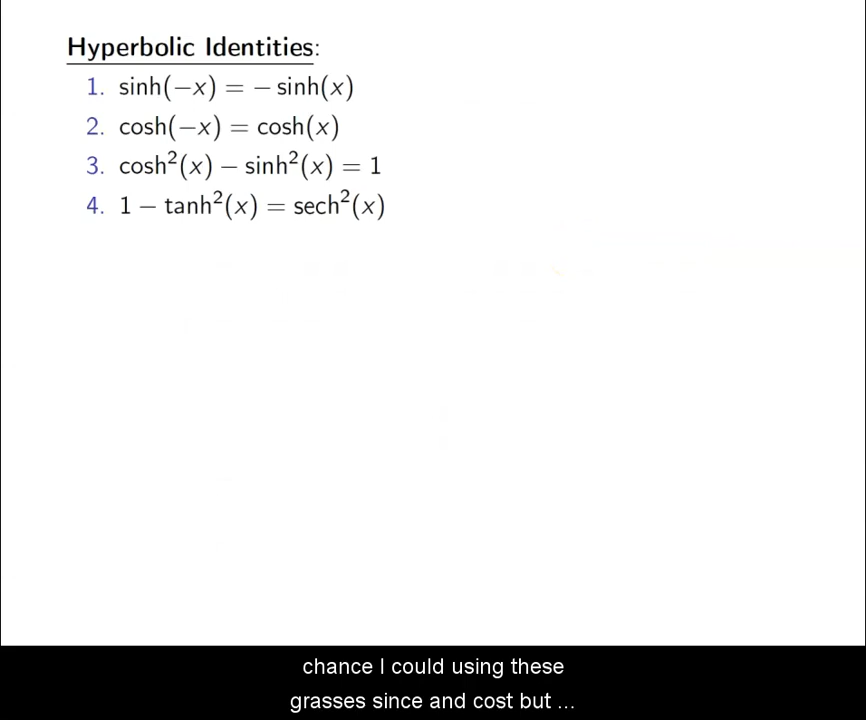 Hyperbolic Identities:
1. sinh(−x) = − sinh(x)
2. cosh(−x) = cosh(x)
3. cosh²(x) − sinh²(x) = 1
4. 1 − tanh²(x) = sech²(x)
chance I could using these
grasses since and cost but ...